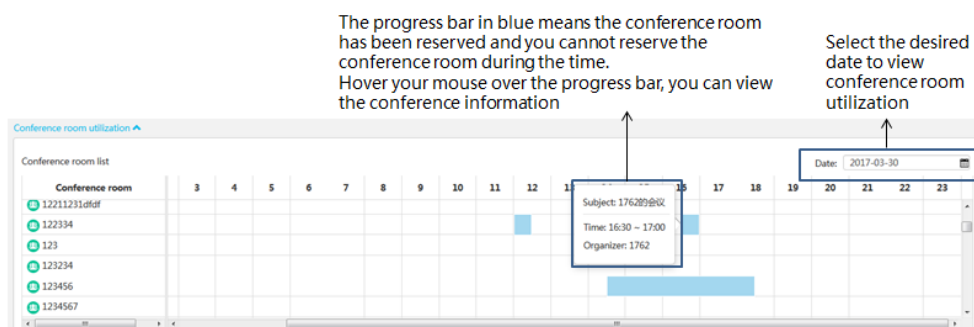 The progress bar in blue means the conference room
has been reserved and you cannot reserve the
conference room during the time.
Hover your mouse over the progress bar, you can view
the conference information
Select the desired
date to view
conference room
utilization
Conference room utilization
Conference room list
Date: 2017-03-30
Conference room 3 4 5 6 7 8 9 10 11 12 17 18 19 20 21 22 23
12211231dfdf
Subject: 1762的会议
122334
Time: 16:30 ~ 17:00
123
Organizer: 1762
123234
123456
1234567